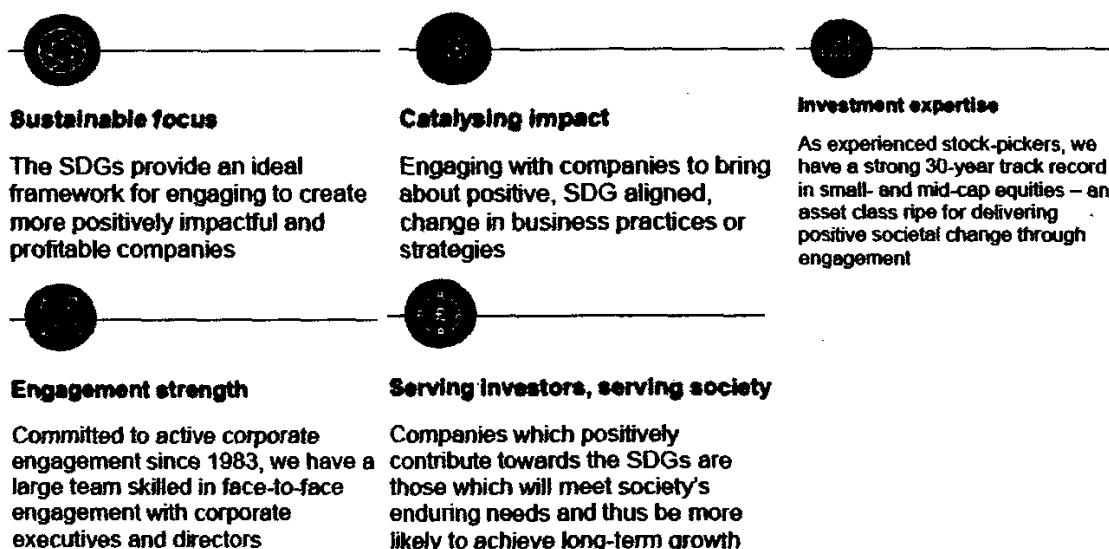 Sustainable focus
The SDGs provide an ideal
framework for engaging to create
more positively impactful and
profitable companies
Catalysing impact
Engaging with companies to bring
about positive, SDG aligned,
change in business practices or
strategies
Investment expertise
As experienced stock-pickers, we
have a strong 30-year track record
in small- and mid-cap equities – an
asset class ripe for delivering
positive societal change through
engagement
Engagement strength
Committed to active corporate
engagement since 1983, we have a
large team skilled in face-to-face
engagement with corporate
executives and directors
Serving investors, serving society
Companies which positively
contribute towards the SDGs are
those which will meet society's
enduring needs and thus be more
likely to achieve long-term growth